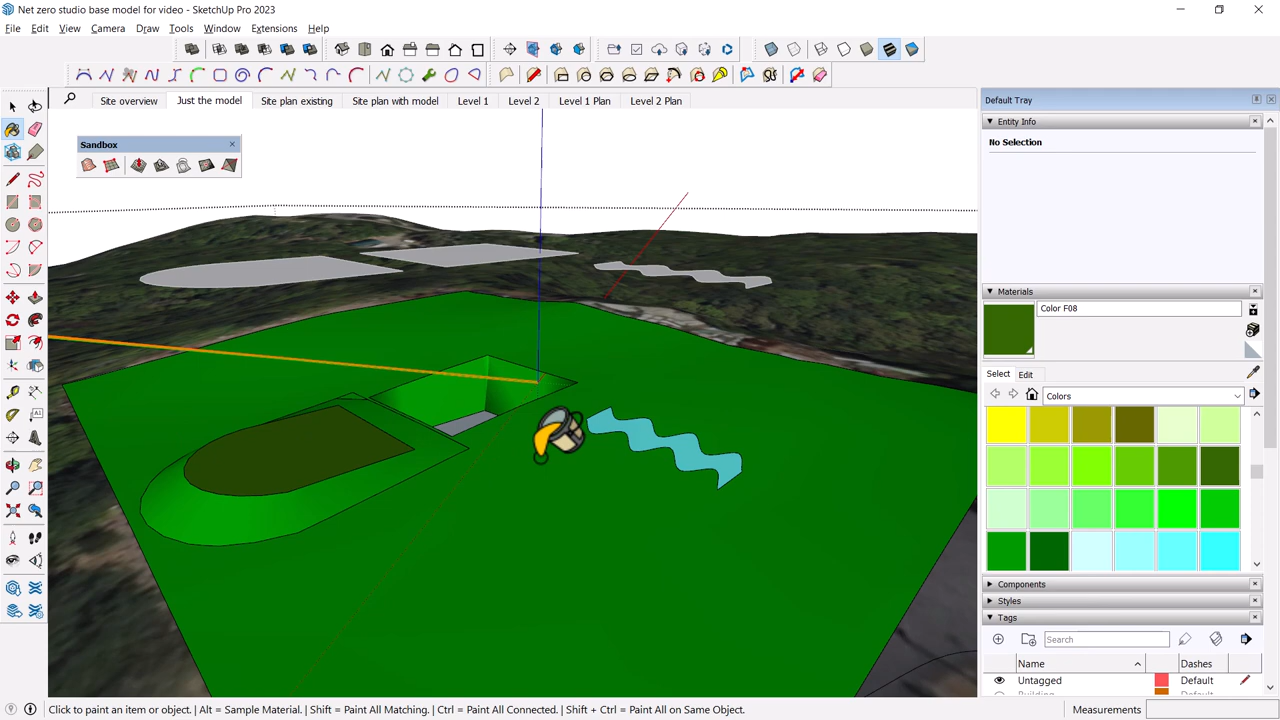 Net zero studio base model for video - SketchUp Pro 2023
File Edit View Camera Draw Tools Window Extensions Help
Site overview Just the model Site plan existing Site plan with model Level 1 Level 2 Level 1 Plan Level 2 Plan
Sandbox
Default Tray
Entity Info
No Selection
Materials
Color F08
Select Edit
Colors
Components
Styles
Tags
Search
Name Dashes
Untagged Default
Building
Click to paint an item or object. | Alt = Sample Material. | Shift = Paint All Matching. | Ctrl = Paint All Connected. | Shift + Ctrl = Paint All on Same Object.
Measurements